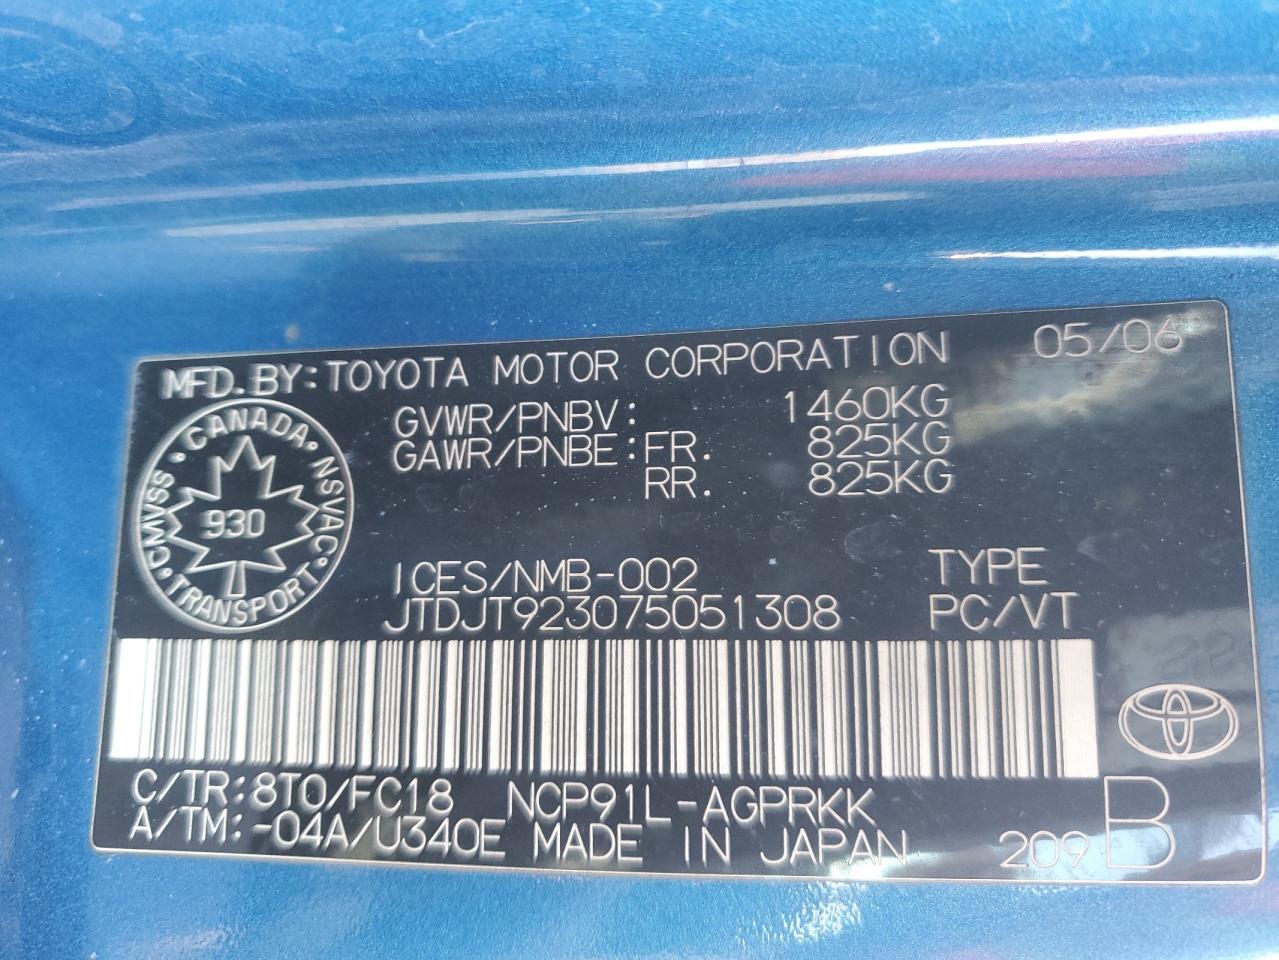 MFD.BY:TOYOTA MOTOR CORPORATION 05/06
GVWR/PNBV: 1460KG
GAWR/PNBE:FR. 825KG
RR. 825KG
CANADA · NSVAC · TRANSPORT · CMVSS ·
930
ICES/NMB-002 TYPE
JTDJT923075051308 PC/VT
C/TR:8T0/FC18 NCP91L-AGPRKK
A/TM:-04A/U340E MADE IN JAPAN 209 B